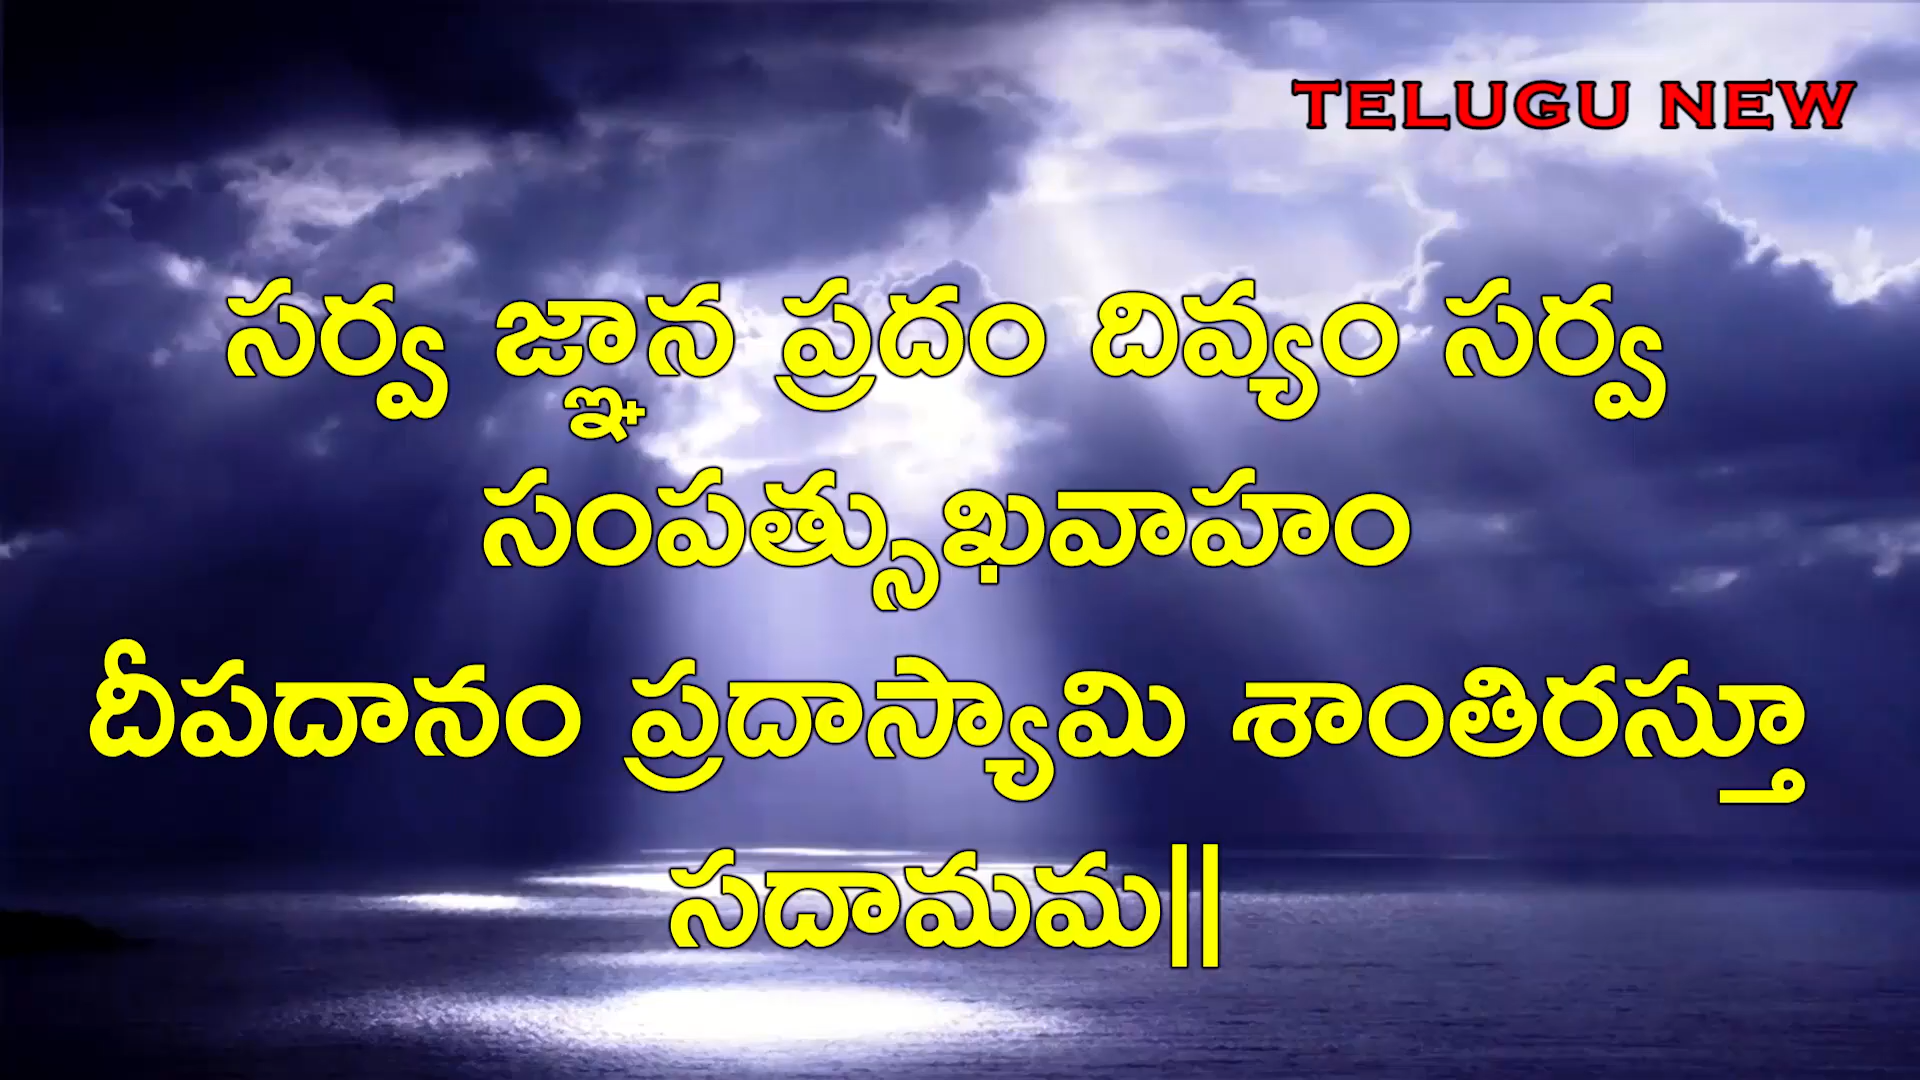 TELUGU NEW
సర్వ జ్ఞాన ప్రదం దివ్యం సర్వ
సంపత్సుఖవాహం
దీపదానం ప్రదాస్యామి శాంతిరస్తూ
సదామమ||